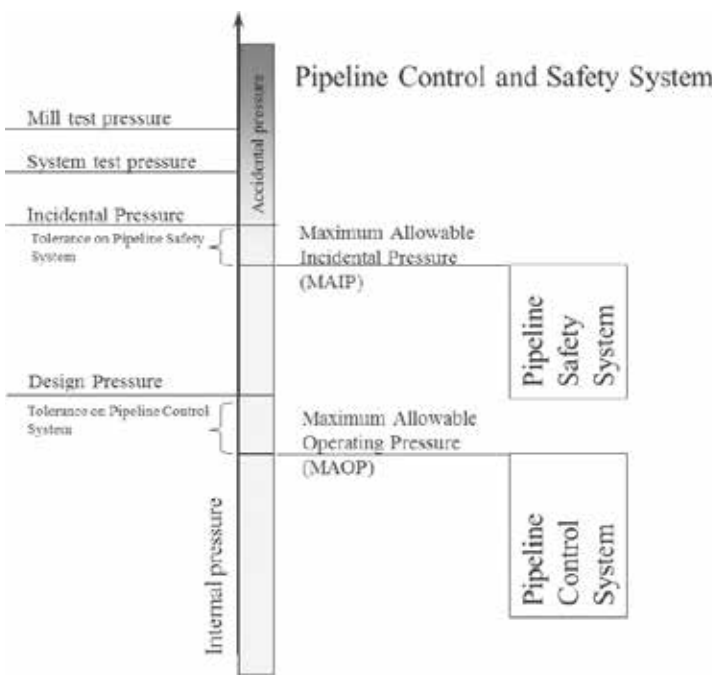 Pipeline Control and Safety System
Accidental pressure
Mill test pressure
System test pressure
Incidental Pressure
Tolerance on Pipeline Safety
System
Maximum Allowable
Incidental Pressure
(MAIP)
Pipeline
Safety
System
Design Pressure
Tolerance on Pipeline Control
System
Maximum Allowable
Operating Pressure
(MAOP)
Pipeline
Control
System
Internal pressure